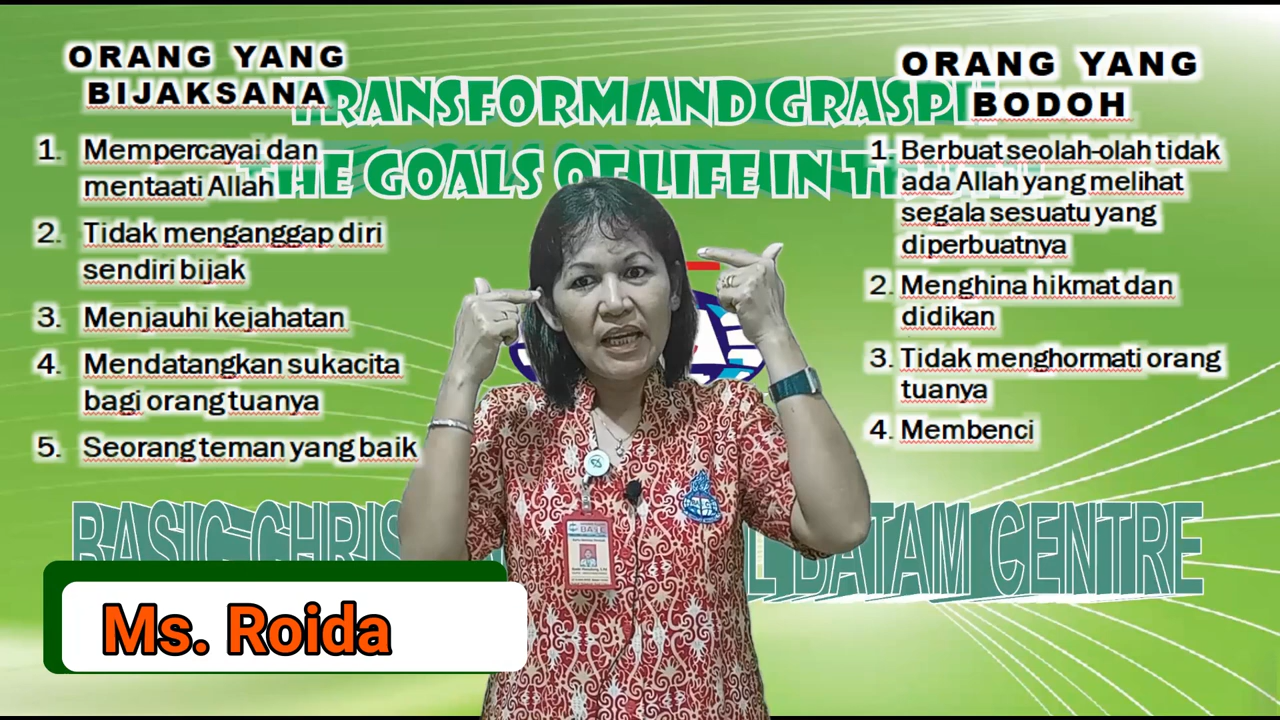 ORANG YANG
BIJAKSANA
1. Mempercayai dan
mentaati Allah
2. Tidak menganggap diri
sendiri bijak
3. Menjauhi kejahatan
4. Mendatangkan sukacita
bagi orang tuanya
5. Seorang teman yang baik
TRANSFORM AND GRASP
THE GOALS OF LIFE IN
ORANG YANG
BODOH
1. Berbuat seolah-olah tidak
ada Allah yang melihat
segala sesuatu yang
diperbuatnya
2. Menghina hikmat dan
didikan
3. Tidak menghormati orang
tuanya
4. Membenci
BASIC BATAM CENTRE
BASIC
Ms. Roida